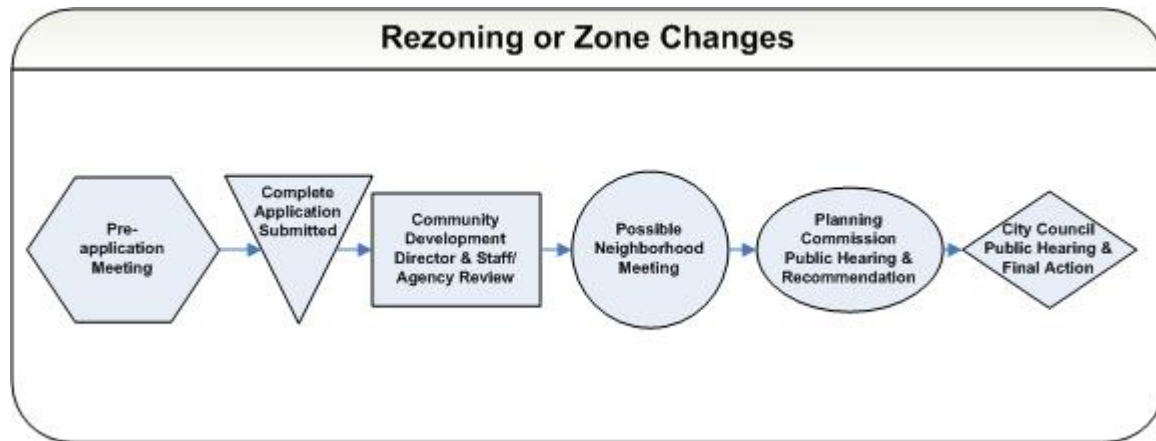 Rezoning or Zone Changes
Pre-
application
Meeting
Complete
Application
Submitted
Community
Development
Director & Staff/
Agency Review
Possible
Neighborhood
Meeting
Planning
Commission
Public Hearing &
Recommendation
City Council
Public Hearing &
Final Action